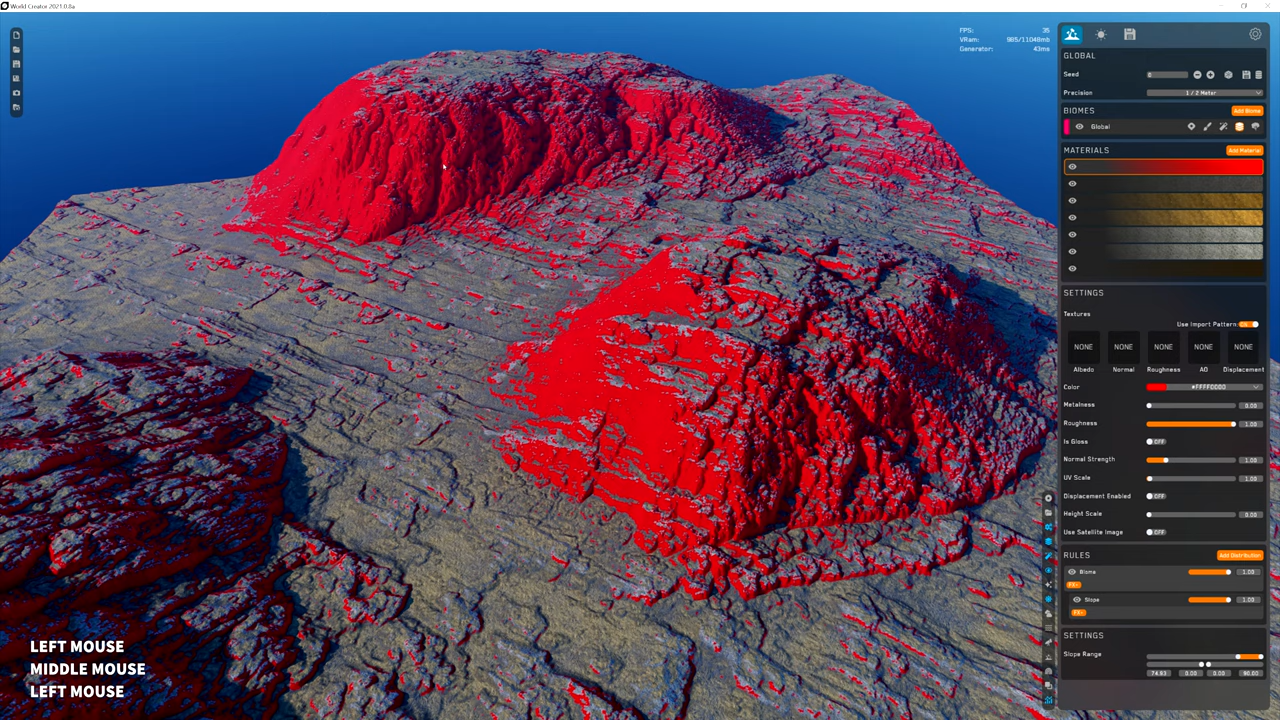 World Creator 2021.0.8a
FPS: 35
VRam: 985/11048mb
Generator: 43ms
GLOBAL
Seed 0
Precision 1 / 2 Meter
BIOMES Add Biome
Global
MATERIALS Add Material
SETTINGS
Textures
Use Import Pattern ON
NONE NONE NONE NONE NONE
Albedo Normal Roughness AO Displacement
Color #FFFF0000
Metalness 0.00
Roughness 1.00
Is Gloss OFF
Normal Strength 1.00
UV Scale 1.00
Displacement Enabled OFF
Height Scale 0.00
Use Satellite Image OFF
RULES Add Distribution
Biome 1.00
FX+
Slope 1.00
FX+
SETTINGS
Slope Range
74.93 0.00 0.00 90.00
LEFT MOUSE
MIDDLE MOUSE
LEFT MOUSE